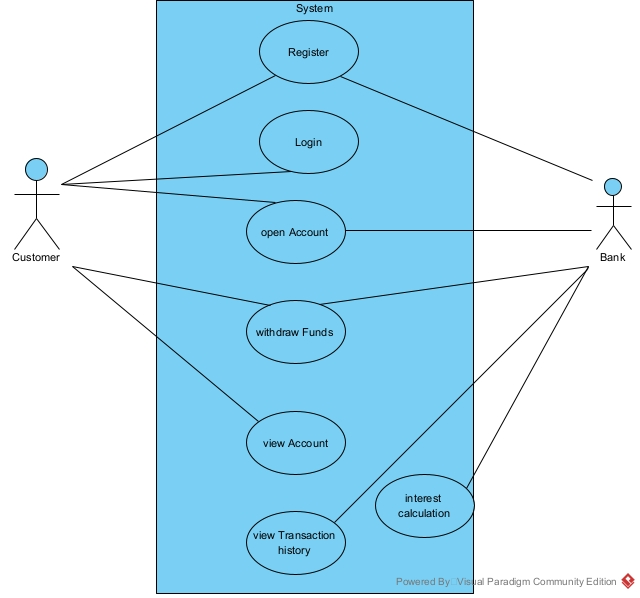 System
Register
Login
Customer
open Account
Bank
withdraw Funds
view Account
interest
calculation
view Transaction
history
Powered By Visual Paradigm Community Edition